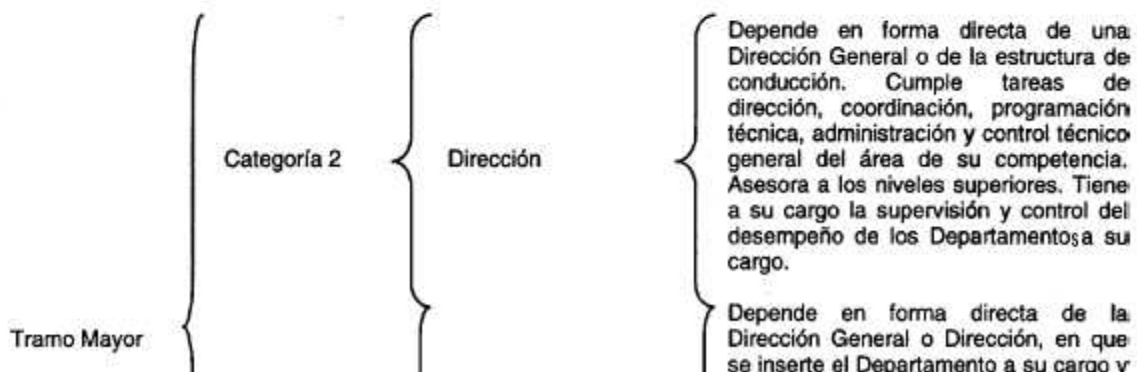 Depende en forma directa de una
Dirección General o de la estructura de
conducción. Cumple tareas de
dirección, coordinación, programación
técnica, administración y control técnico
Categoría 2
Dirección
general del área de su competencia.
Asesora a los niveles superiores. Tiene
a su cargo la supervisión y control del
desempeño de los Departamentos a su
cargo.
Tramo Mayor
Depende en forma directa de la
Dirección General o Dirección, en que
se inserte el Departamento a su cargo y